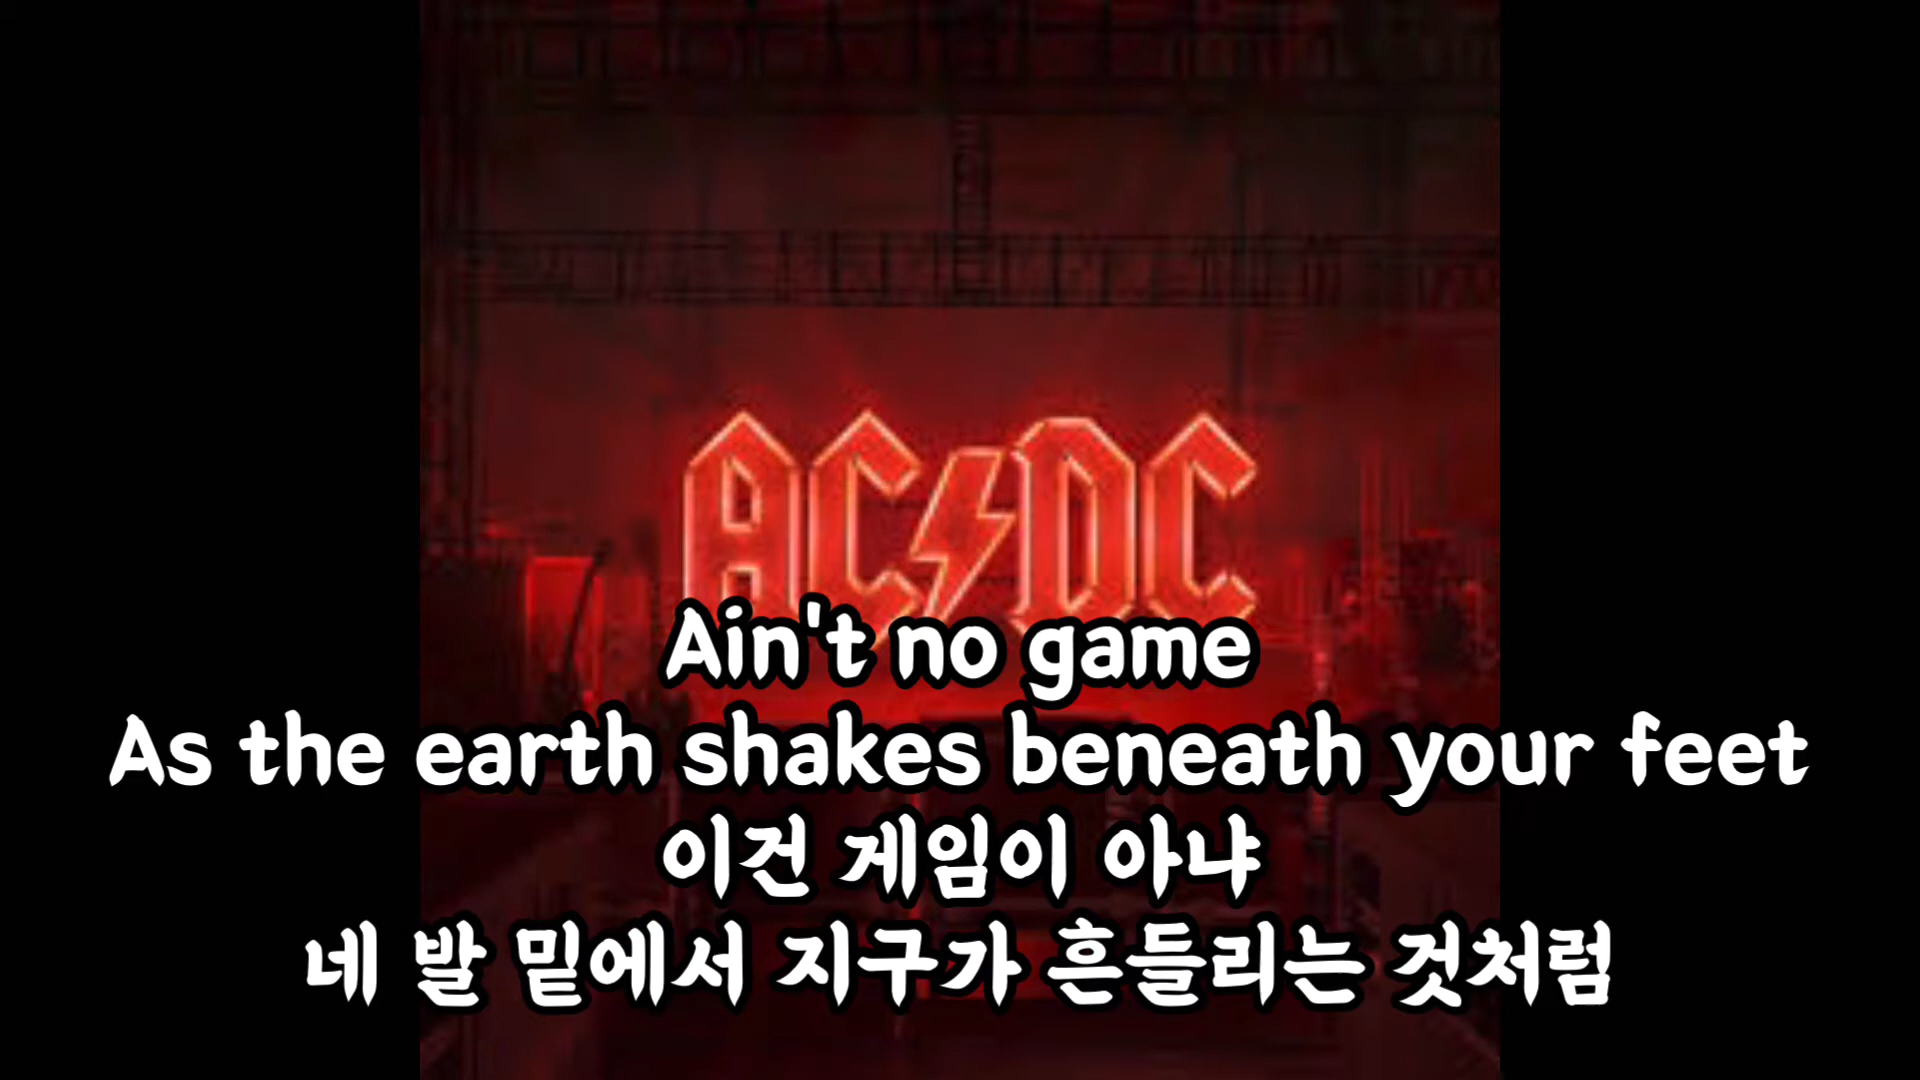 AC/DC
Ain't no game
As the earth shakes beneath your feet
이건 게임이 아냐
네 발 밑에서 지구가 흔들리는 것처럼